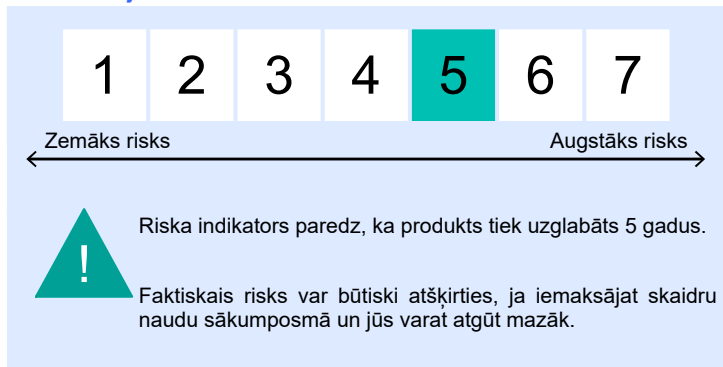 1 2 3 4 5 6 7
Zemāks risks Augstāks risks
! Riska indikators paredz, ka produkts tiek uzglabāts 5 gadus.
Faktiskais risks var būtiski atšķirties, ja iemaksājat skaidru
naudu sākumposmā un jūs varat atgūt mazāk.